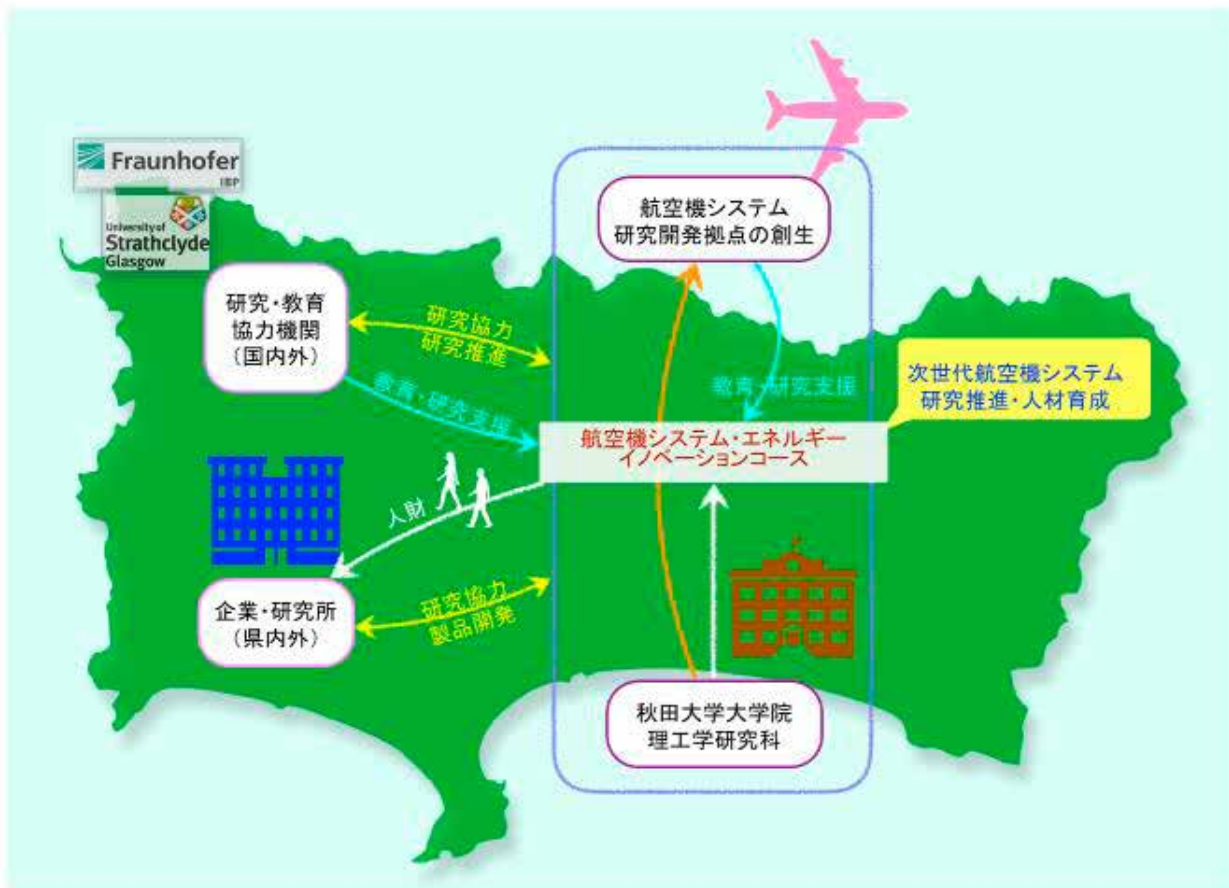 Fraunhofer
IBP
University of
Strathclyde
Glasgow
航空機システム
研究開発拠点の創生
研究・教育
協力機関
（国内外）
研究協力
研究推進
教育・研究支援
教育・研究支援
次世代航空機システム
研究推進・人材育成
航空機システム・エネルギー
イノベーションコース
人財
企業・研究所
（県内外）
研究協力
製品開発
秋田大学大学院
理工学研究科